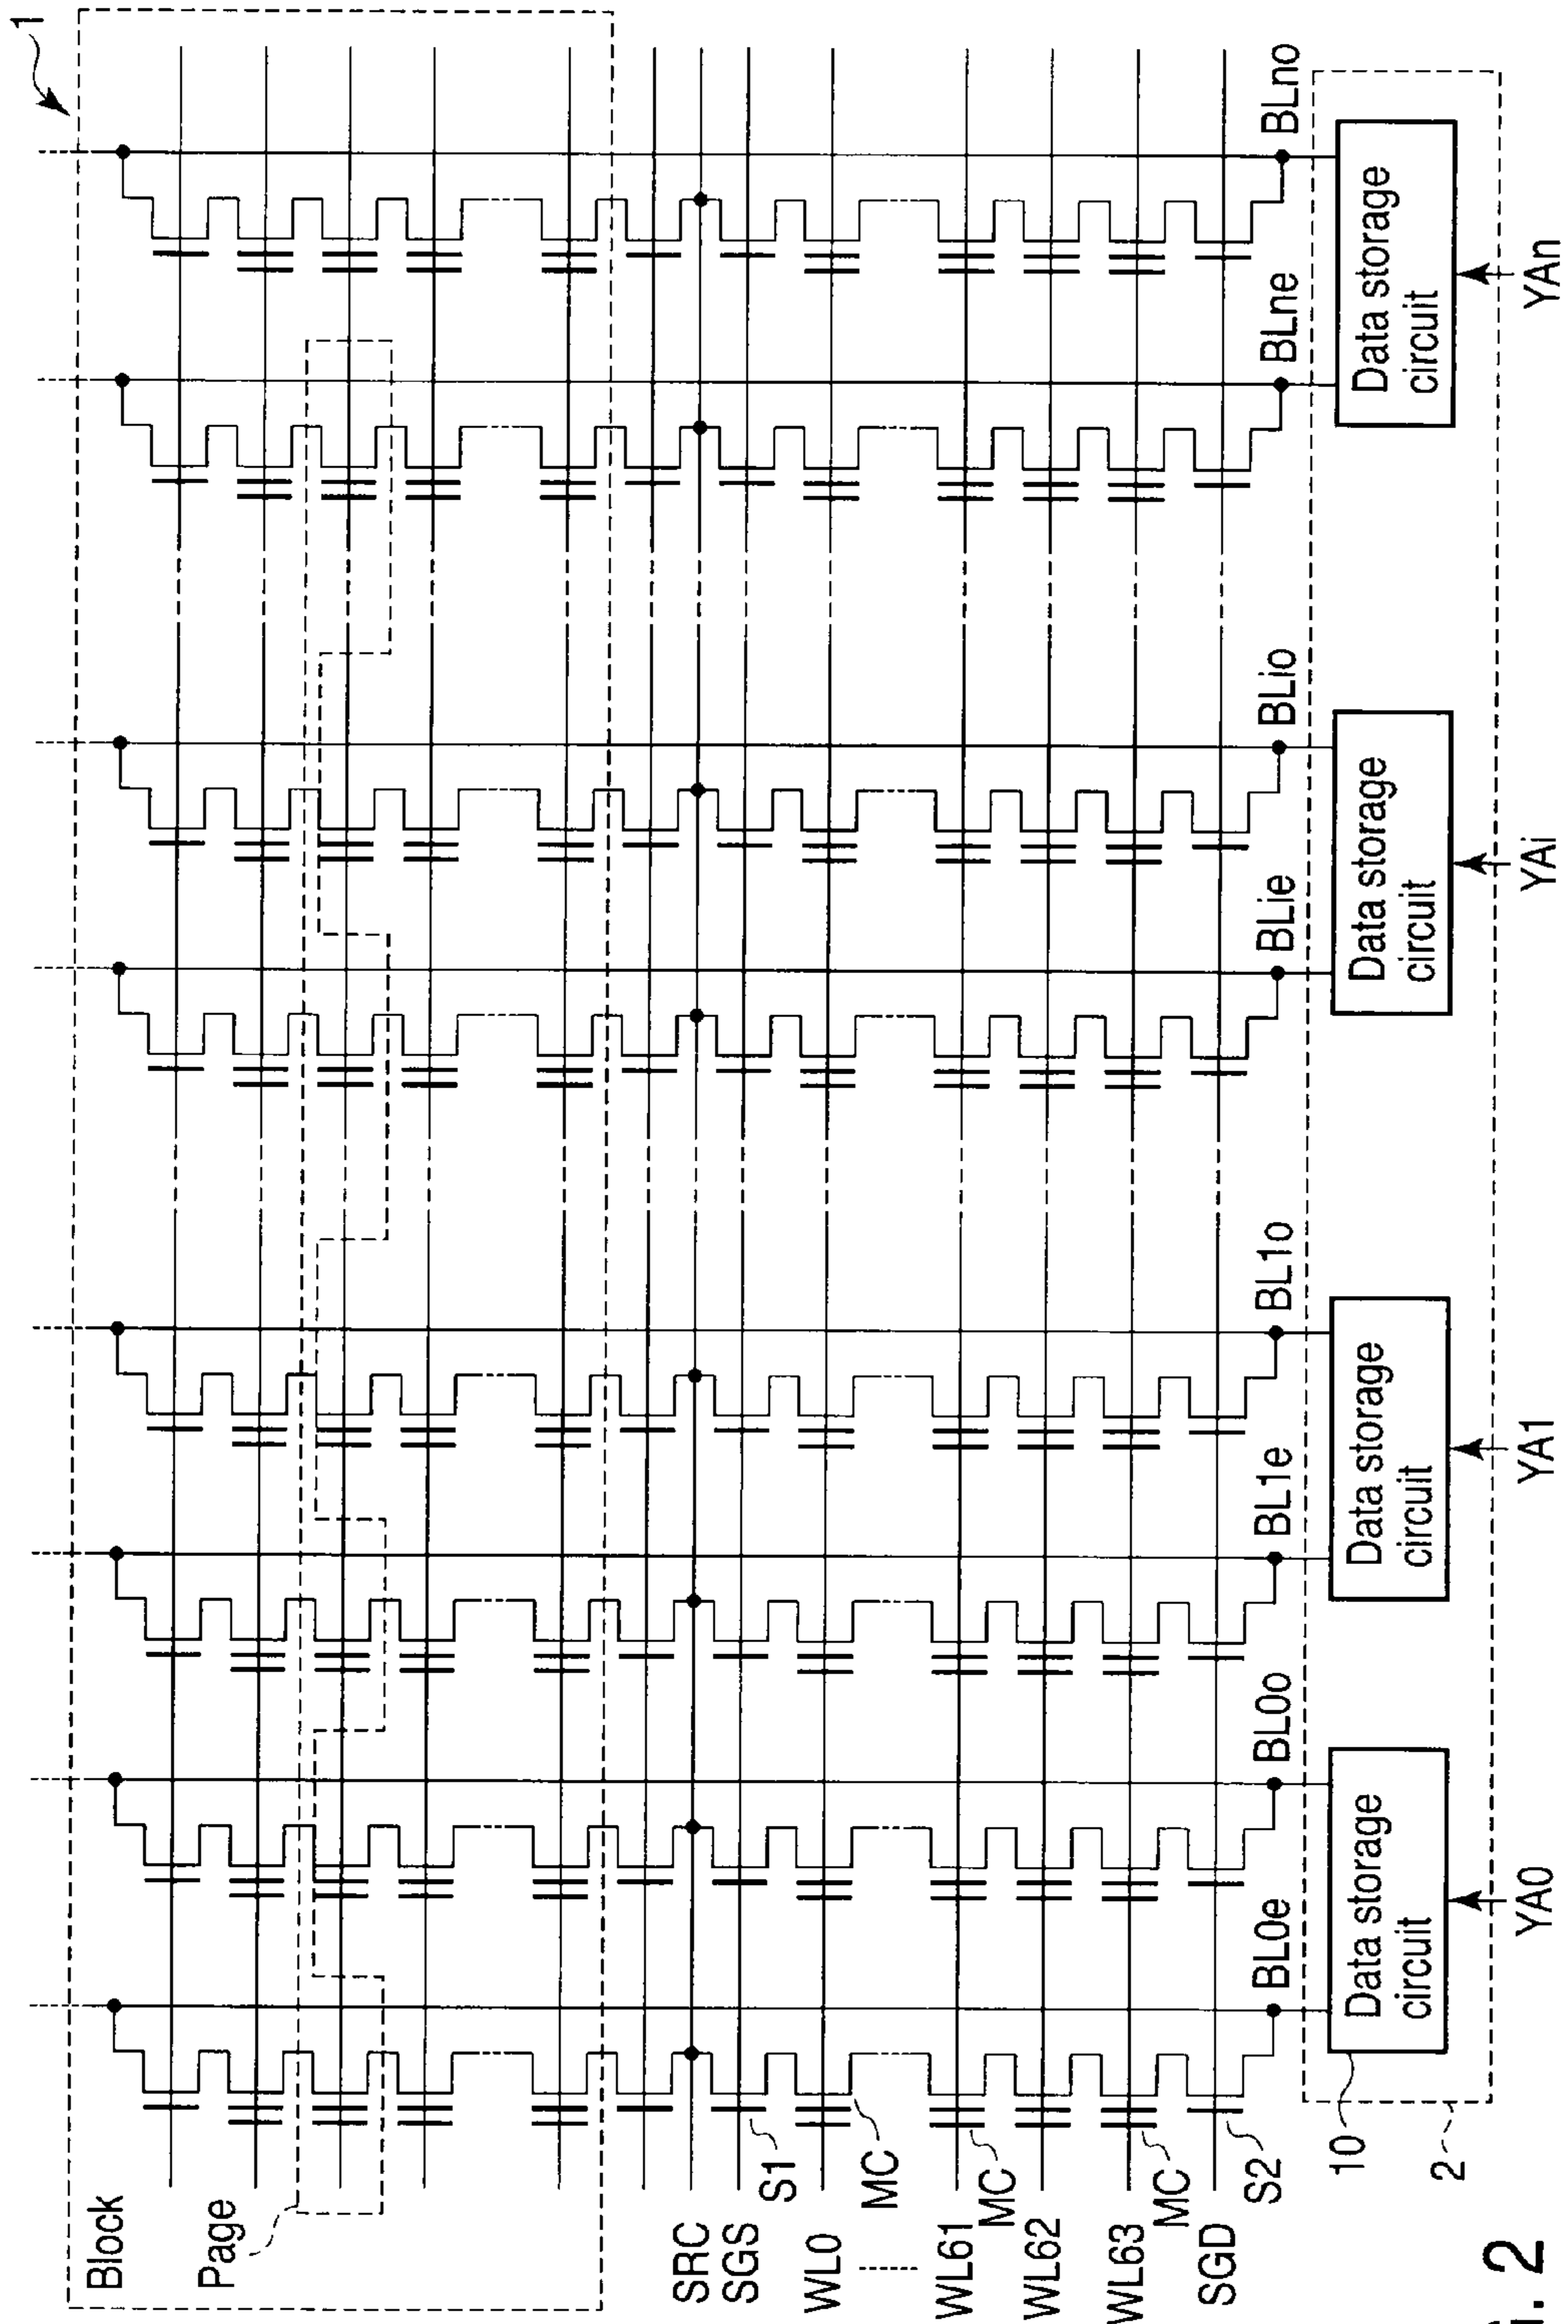 1
Block
Page
SRC
SGS
S1
WL0
MC
WL61
MC
WL62
WL63
MC
SGD
S2
BL0e
BL0o
BL1e
BL1o
BLie
BLio
BLne
BLno
10
Data storage
circuit
Data storage
circuit
Data storage
circuit
Data storage
circuit
2
YA0
YA1
YAi
YAn
. 2